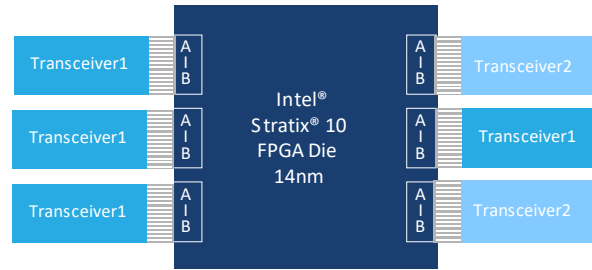 Transceiver1
A
I
B
Transceiver1
A
I
B
Transceiver1
A
I
B
Intel®
Stratix® 10
FPGA Die
14nm
A
I
B
Transceiver2
A
I
B
Transceiver1
A
I
B
Transceiver2